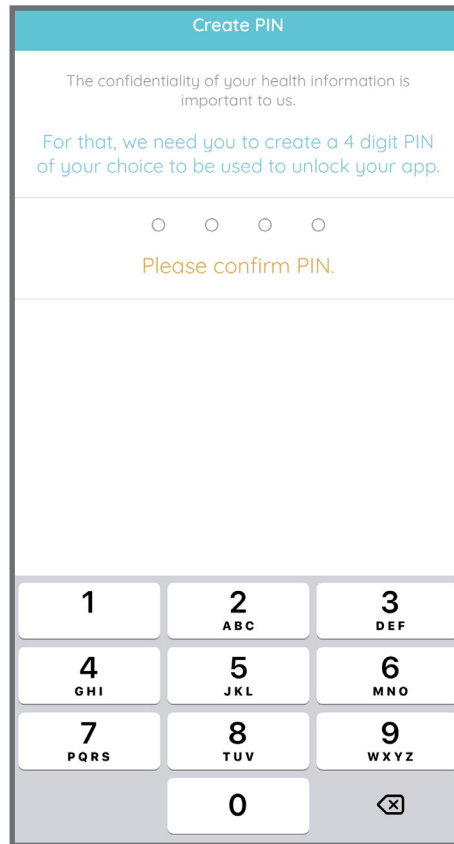 Create PIN
The confidentiality of your health information is
important to us.
For that, we need you to create a 4 digit PIN
of your choice to be used to unlock your app.
Please confirm PIN.
1 2 3
ABC DEF
4 5 6
GHI JKL MNO
7 8 9
PQRS TUV WXYZ
0